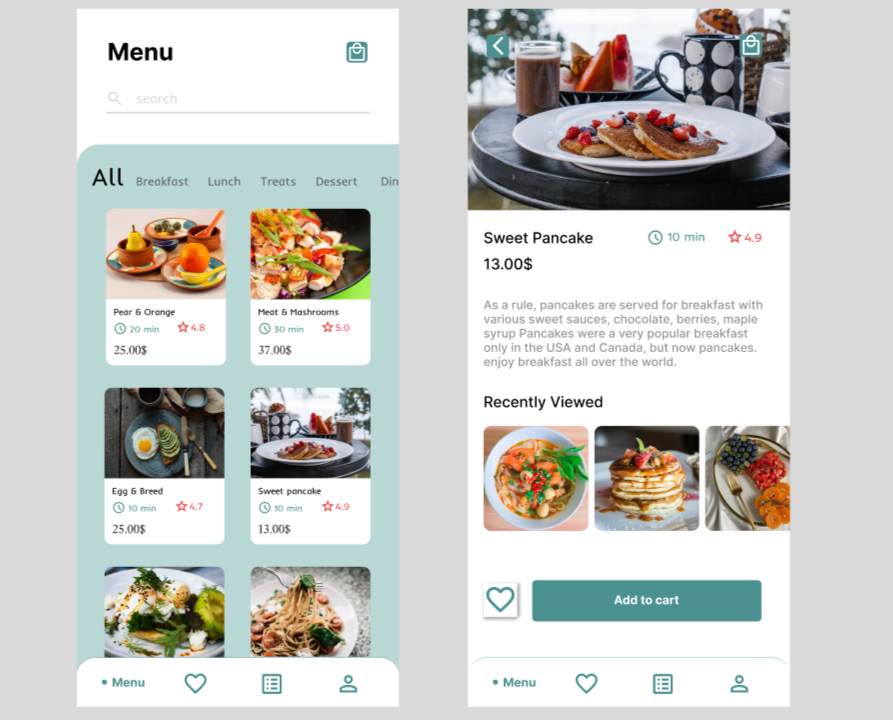 Menu
search
All Breakfast Lunch Treats Dessert Din
Pear & Orange
20 min 4.8
25.00$
Meat & Mashrooms
30 min 5.0
37.00$
Egg & Breed
10 min 4.7
25.00$
Sweet pancake
10 min 4.9
13.00$
• Menu
Sweet Pancake 10 min 4.9
13.00$
As a rule, pancakes are served for breakfast with
various sweet sauces, chocolate, berries, maple
syrup Pancakes were a very popular breakfast
only in the USA and Canada, but now pancakes.
enjoy breakfast all over the world.
Recently Viewed
Add to cart
• Menu